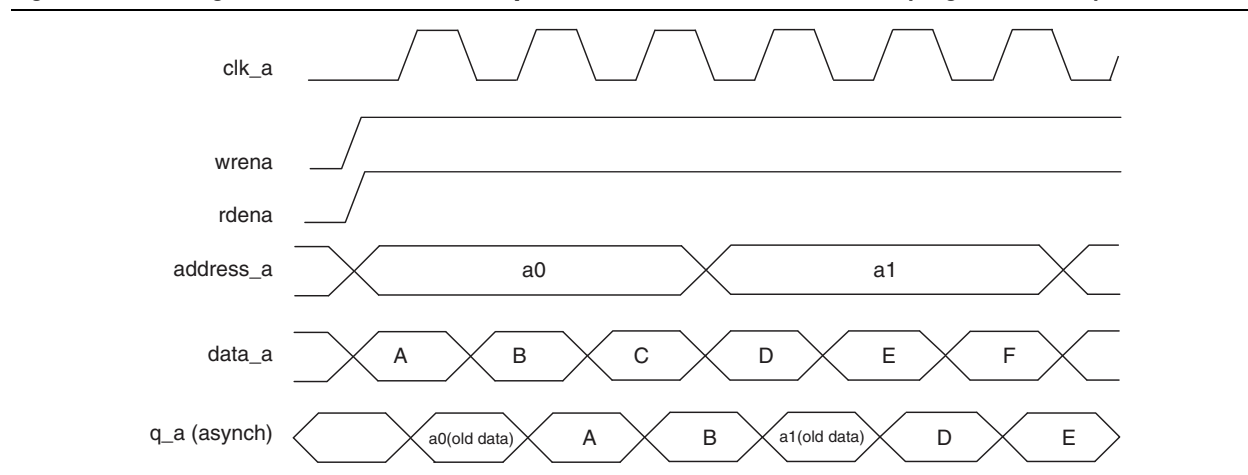 clk_a
wrena
rdena
address_a
a0
a1
data_a
A
B
C
D
E
F
q_a (asynch)
a0(old data)
A
B
a1(old data)
D
E